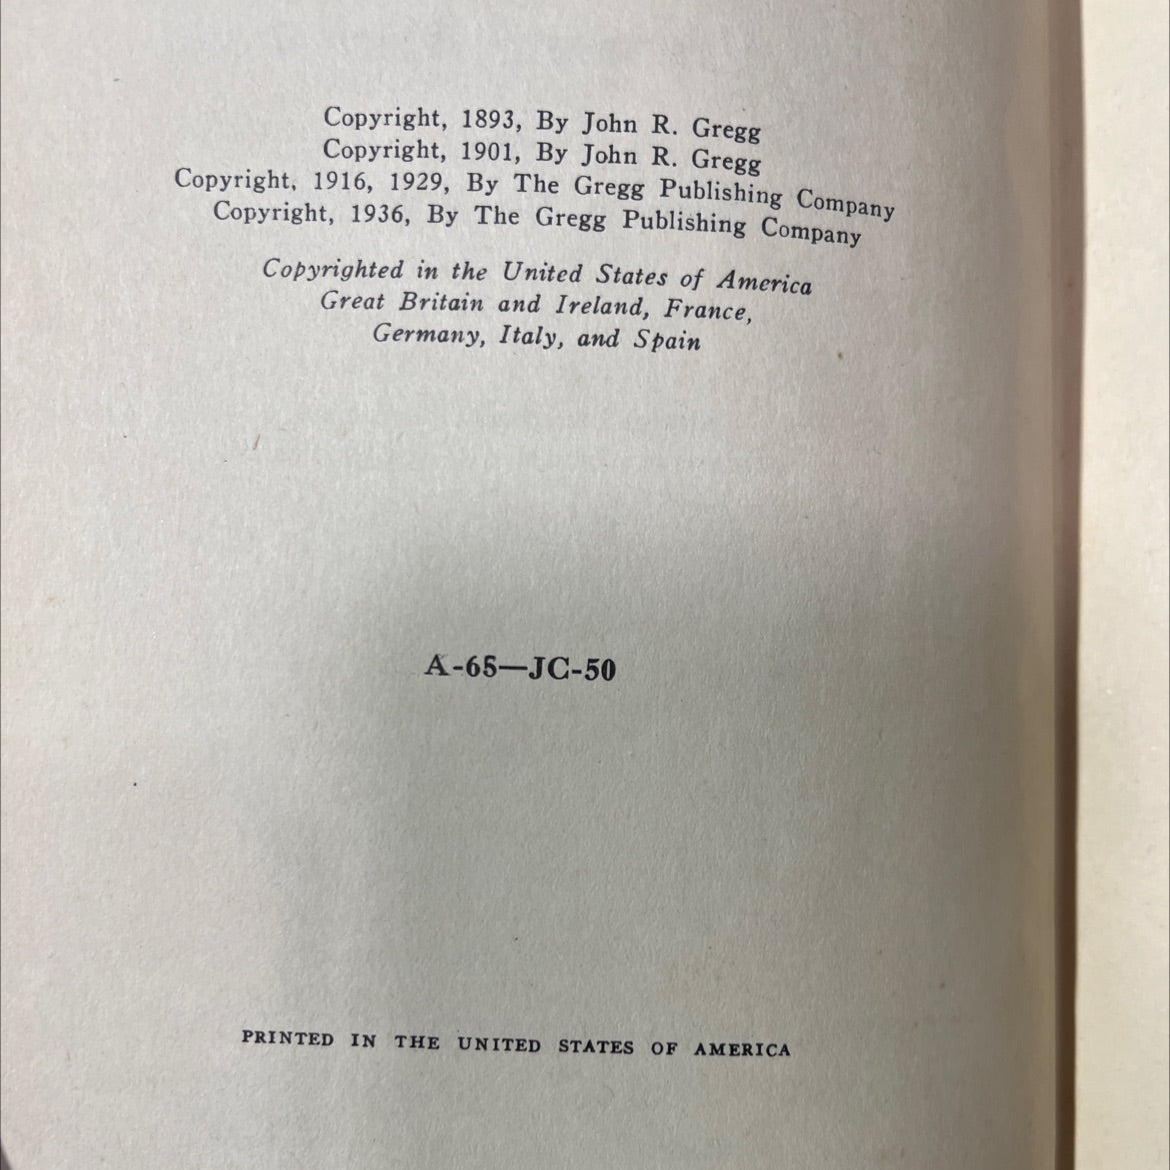 Copyright, 1893, By John R. Gregg
Copyright, 1901, By John R. Gregg
Copyright, 1916, 1929, By The Gregg Publishing Company
Copyright, 1936, By The Gregg Publishing Company
Copyrighted in the United States of America
Great Britain and Ireland, France,
Germany, Italy, and Spain
A-65—JC-50
PRINTED IN THE UNITED STATES OF AMERICA